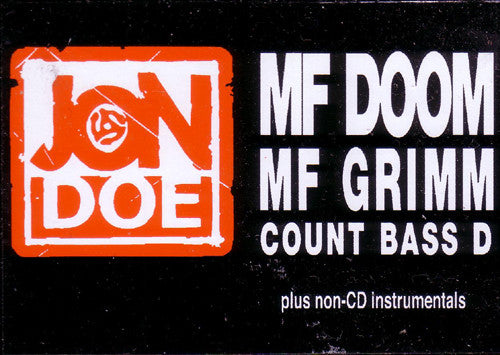 JON
DOE
MF DOOM
MF GRIMM
COUNT BASS D
plus non-CD instrumentals